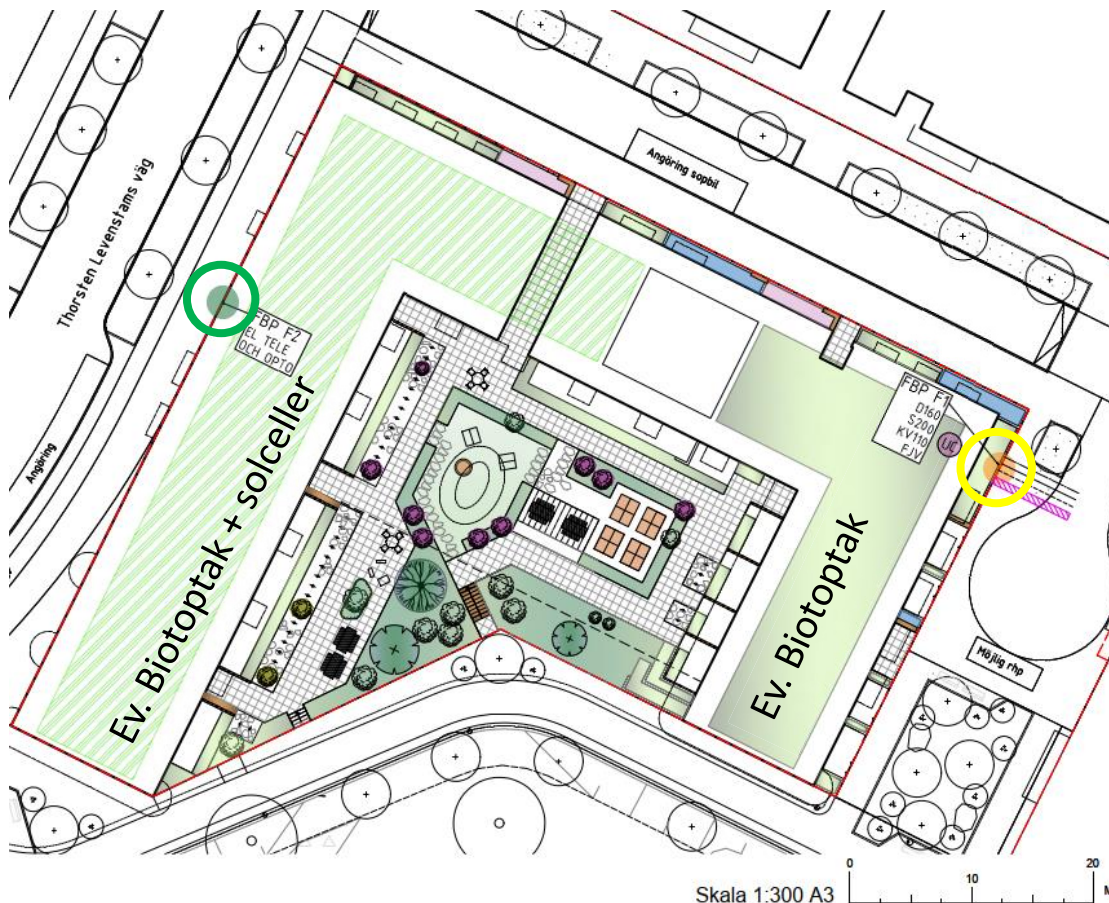 Angöring sopbil
Thorsten Levenstams väg
FBP F2
EL TELE
OCH OPTO
Ev. Biotoptak + solceller
FBP F1
D160
S200
KV110
FJV
UC
Angöring
Ev. Biotoptak
Möjlig rhp
0
20
10
M
Skala 1:300 A3